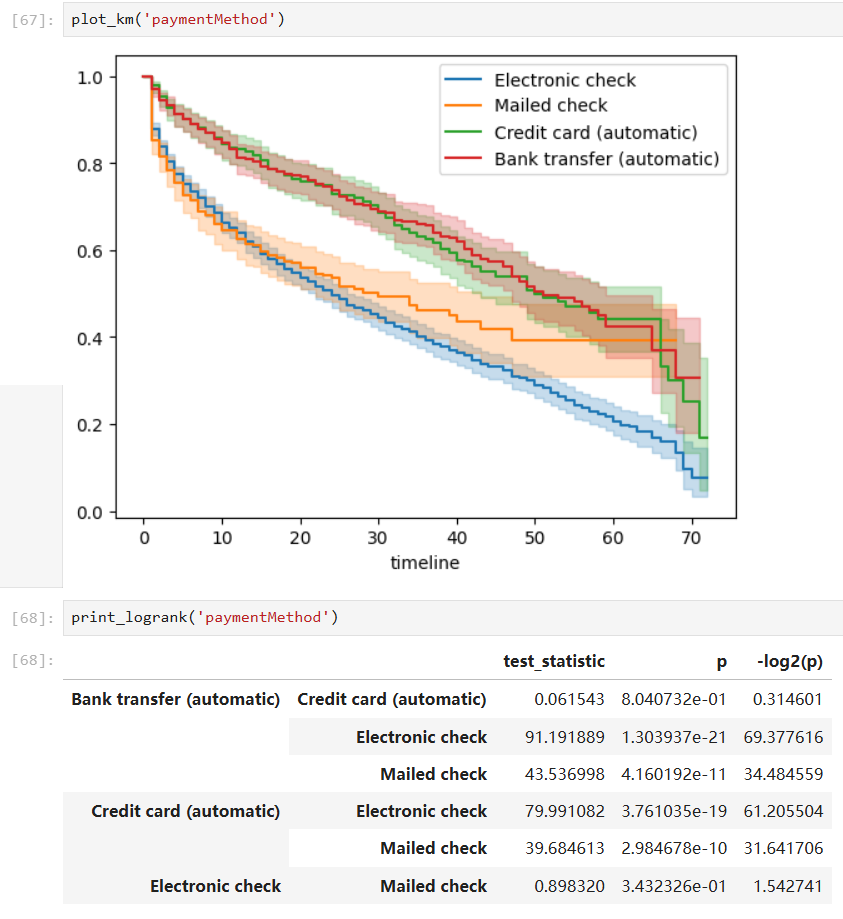 [67]: plot_km('paymentMethod')
Electronic check
Mailed check
Credit card (automatic)
Bank transfer (automatic)
1.0
0.8
0.6
0.4
0.2
0.0
0 10 20 30 40 50 60 70
timeline
[68]: print_logrank('paymentMethod')
[68]:
test_statistic p -log2(p)
Bank transfer (automatic) Credit card (automatic) 0.061543 8.040732e-01 0.314601
Electronic check 91.191889 1.303937e-21 69.377616
Mailed check 43.536998 4.160192e-11 34.484559
Credit card (automatic) Electronic check 79.991082 3.761035e-19 61.205504
Mailed check 39.684613 2.984678e-10 31.641706
Electronic check Mailed check 0.898320 3.432326e-01 1.542741